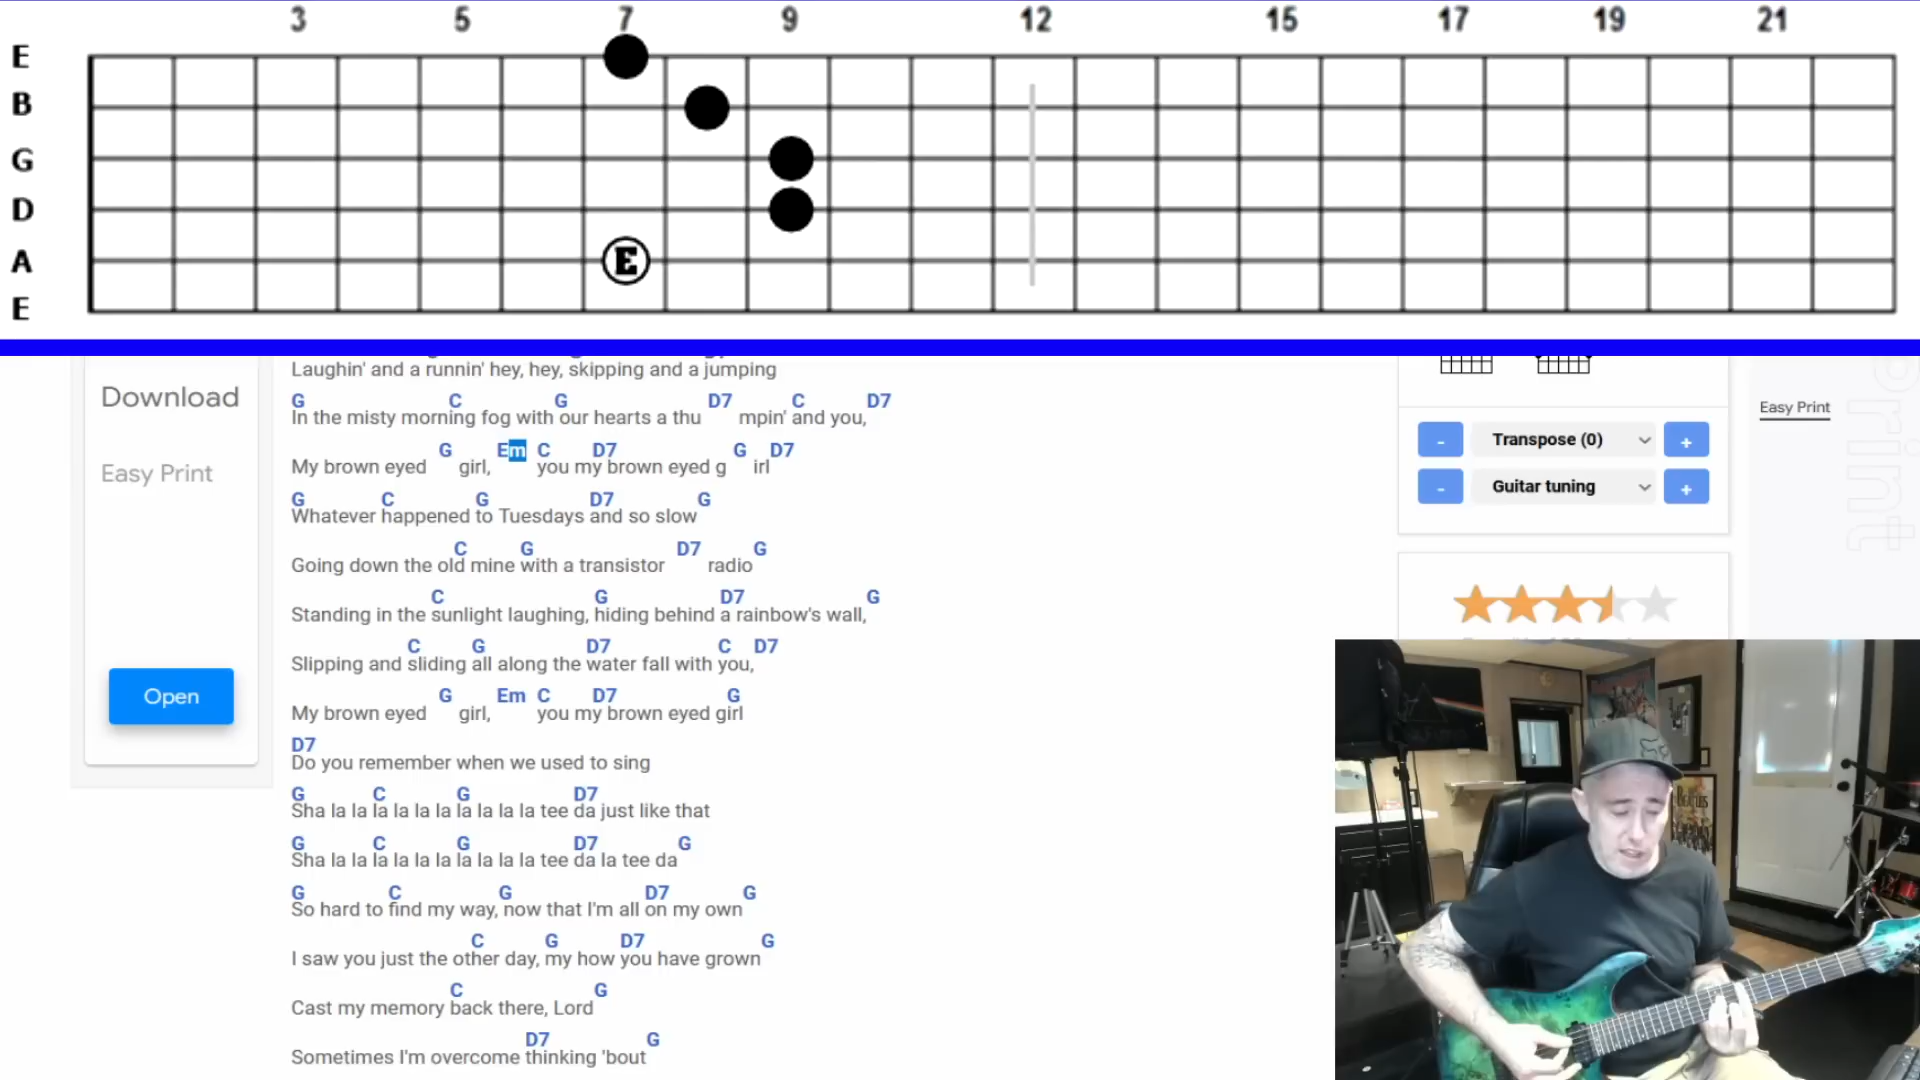 3 5 7 9 12 15 17 19 21
E
B
G
D
A E
E
Laughin' and a runnin' hey, hey, skipping and a jumping
G C G D7 C D7
In the misty morning fog with our hearts a thu mpin' and you,
G Em C D7 G D7
My brown eyed girl, you my brown eyed g irl
G C G D7 G
Whatever happened to Tuesdays and so slow
C G D7 G
Going down the old mine with a transistor radio
C G D7 G
Standing in the sunlight laughing, hiding behind a rainbow's wall,
C G D7 C D7
Slipping and sliding all along the water fall with you,
G Em C D7 G
My brown eyed girl, you my brown eyed girl
D7
Do you remember when we used to sing
G C G D7
Sha la la la la la la la la la la tee da just like that
G C G D7 G
Sha la la la la la la la la la la tee da la tee da
G C G D7 G
So hard to find my way, now that I'm all on my own
C G D7 G
I saw you just the other day, my how you have grown
C G
Cast my memory back there, Lord
D7 G
Sometimes I'm overcome thinking 'bout
Download
Easy Print
Open
- Transpose (0) +
- Guitar tuning +
Easy Print
print
BEATLES